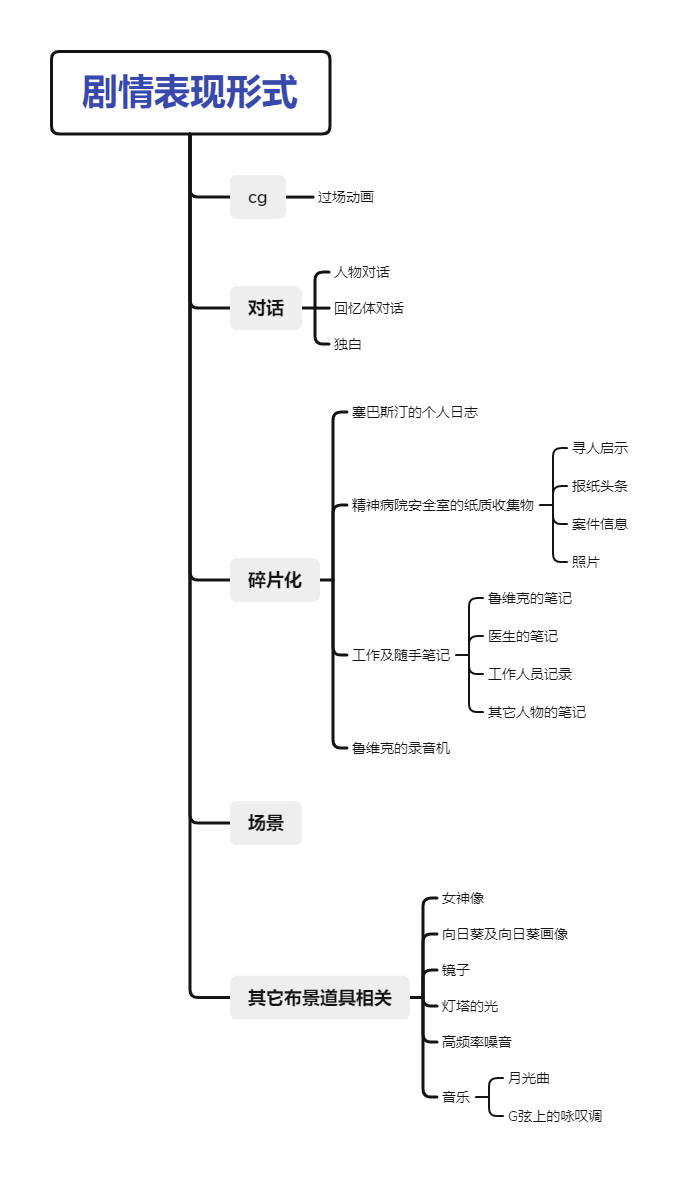 剧情表现形式
cg
过场动画
对话
人物对话
回忆体对话
独白
碎片化
塞巴斯汀的个人日志
精神病院安全室的纸质收集物
寻人启示
报纸头条
案件信息
照片
工作及随手笔记
鲁维克的笔记
医生的笔记
工作人员记录
其它人物的笔记
鲁维克的录音机
场景
其它布景道具相关
女神像
向日葵及向日葵画像
镜子
灯塔的光
高频率噪音
音乐
月光曲
G弦上的咏叹调